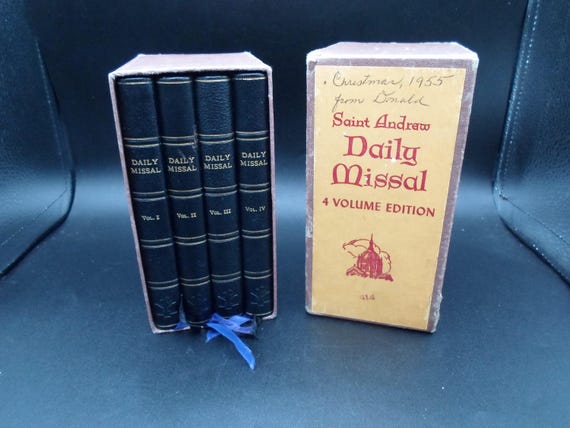 DAILY
MISSAL
VOL. I
DAILY
MISSAL
VOL. II
DAILY
MISSAL
VOL. III
DAILY
MISSAL
VOL. IV
Christmas, 1955
from Donald
Saint Andrew
Daily
Missal
4 VOLUME EDITION